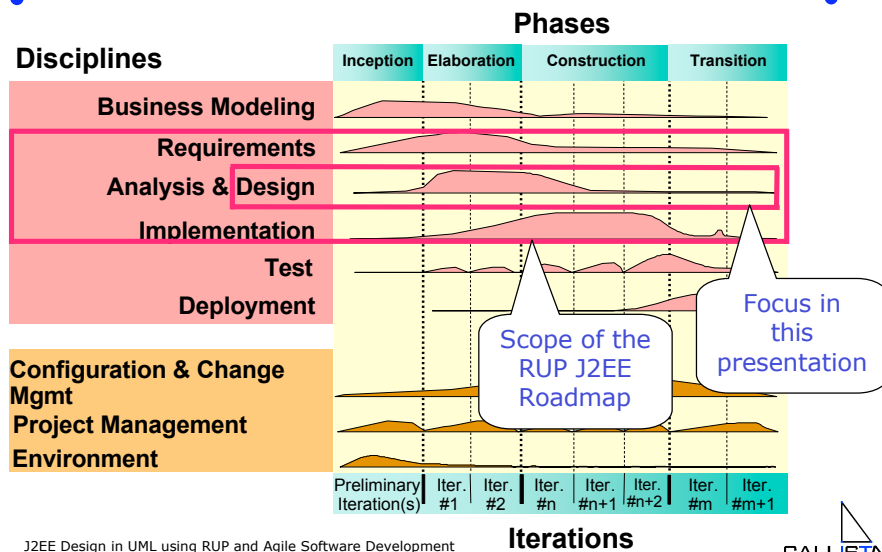 Phases
Disciplines
Inception Elaboration Construction Transition
Business Modeling
Requirements
Analysis & Design
Implementation
Test
Deployment
Focus in
this
presentation
Scope of the
RUP J2EE
Roadmap
Configuration & Change
Mgmt
Project Management
Environment
Preliminary Iter. Iter. Iter. Iter. Iter. Iter. Iter.
Iteration(s) #1 #2 #n #n+1 #n+2 #m #m+1
Iterations
J2EE Design in UML using RUP and Agile Software Development